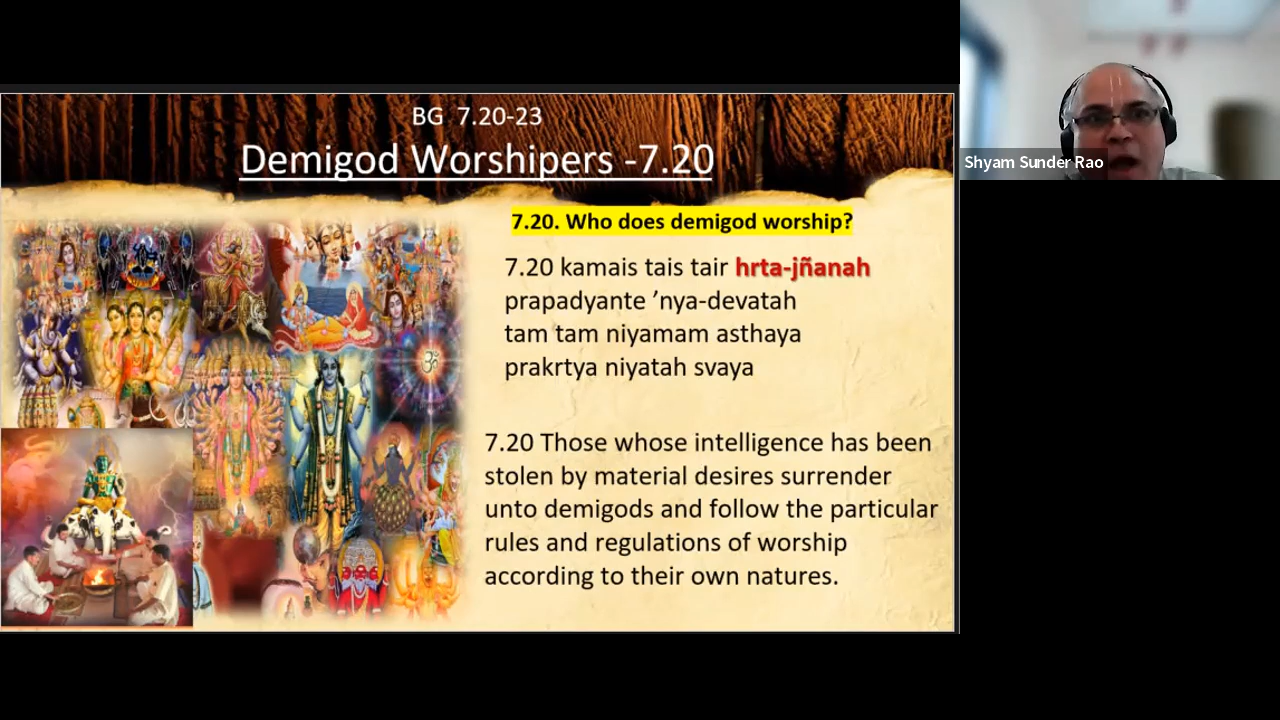 BG 7.20-23
Demigod Worshipers -7.20
7.20. Who does demigod worship?
7.20 kamais tais tair hrta-jñanah
prapadyante ’nya-devatah
tam tam niyamam asthaya
prakrtya niyatah svaya
7.20 Those whose intelligence has been
stolen by material desires surrender
unto demigods and follow the particular
rules and regulations of worship
according to their own natures.
ॐ
Shyam Sunder Rao